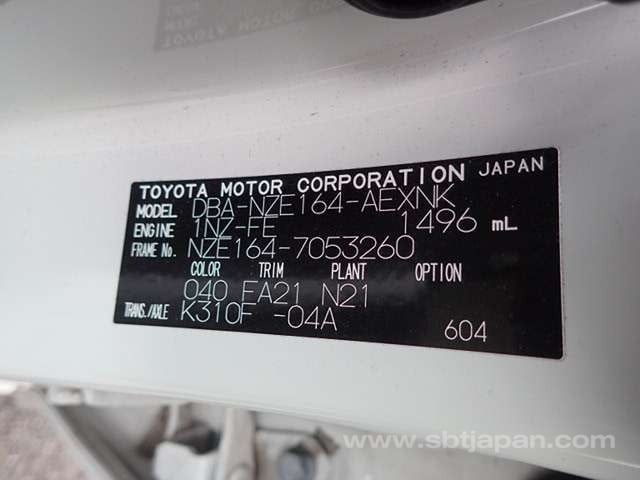 TOYOTA MOTOR CORPORATION JAPAN
MODEL DBA-NZE164-AEXNK
ENGINE 1NZ-FE 1496 mL
FRAME No. NZE164-7053260
COLOR TRIM PLANT OPTION
040 FA21 N21
TRANS./AXLE K310F -04A
604
www.sbtjapan.com